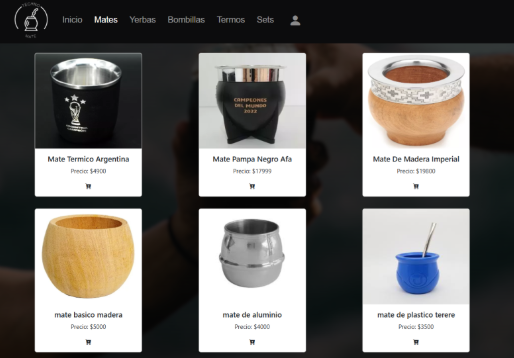 Inicio Mates Yerbas Bombillas Termos Sets
CAMPEONES
DEL MUNDO
2022
Mate Termico Argentina
Precio: $4900
Mate Pampa Negro Afa
Precio: $17999
Mate De Madera Imperial
Precio: $19800
mate basico madera
Precio: $5000
mate de aluminio
Precio: $4000
mate de plastico terere
Precio: $3500